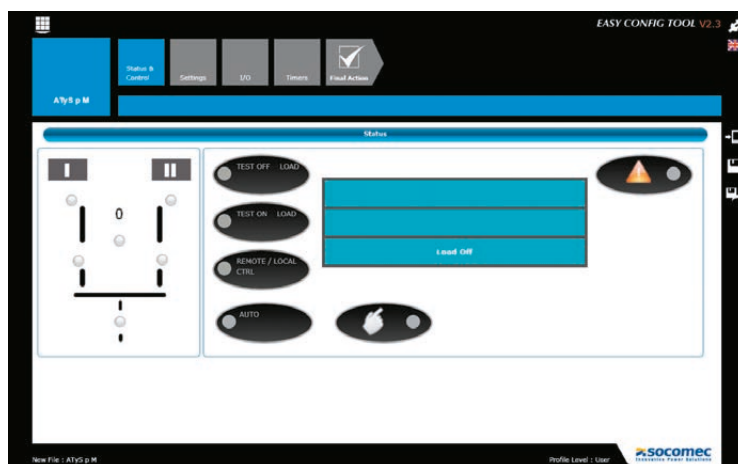 EASY CONFIG TOOL V2.3
ATyS p M
Status & Control
Settings
I/O
Timers
Final Action
Status
I
II
0
TEST OFF LOAD
TEST ON LOAD
REMOTE / LOCAL CTRL
AUTO
Load Off
New File : ATyS p M
Profile Level : User
socomec
Innovative Power Solutions